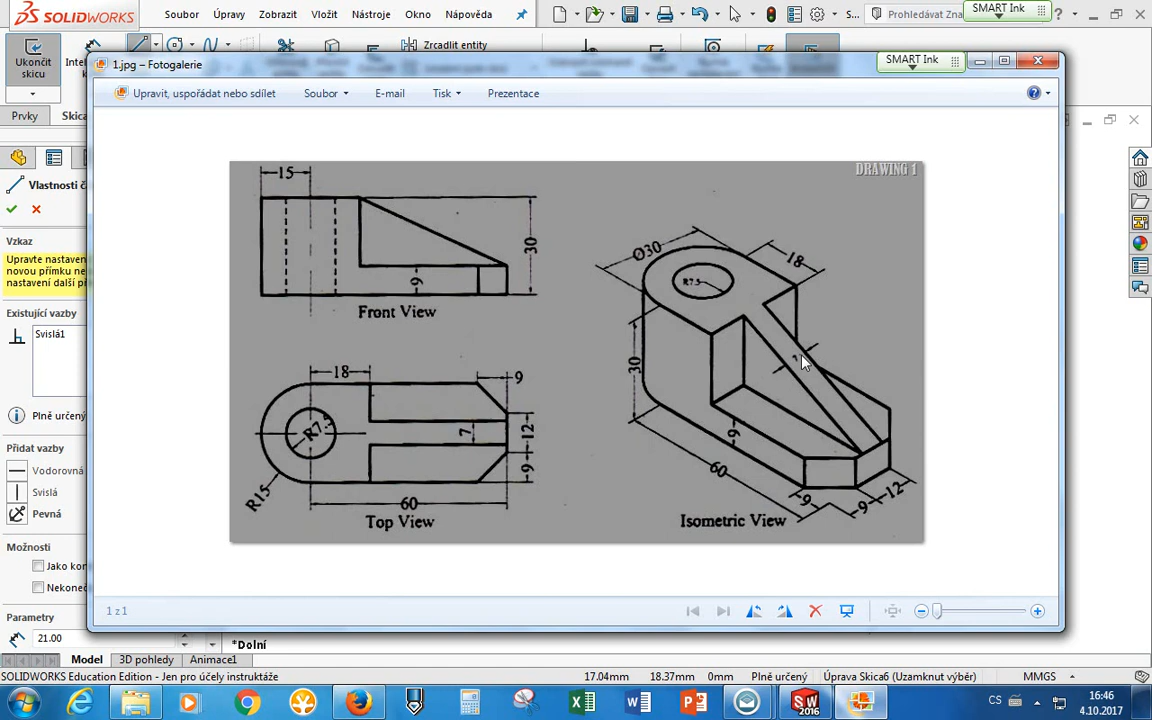 SOLIDWORKS
Soubor
Úpravy
Zobrazit
Vložit
Nástroje
Okno
Nápověda
S...
Prohledávat Zna
SMART Ink
Ukončit
skicu
Zrcadlit entity
1.jpg – Fotogalerie
SMART Ink
Upravit, uspořádat nebo sdílet
Soubor
E-mail
Tisk
Prezentace
Prvky
Skica
Vlastnosti č
Vzkaz
Upravte nastaven
novou přímku ne
nastavení další př
Existující vazby
Svislá1
Plně určený
Přidat vazby
Vodorovná
Svislá
Pevná
Možnosti
Jako kon
Nekoneč
Parametry
21.00
DRAWING 1
15
30
9
Front View
18
9
R7.5
7
12
9
R15
60
Top View
Ø30
18
R7.5
30
7
9
60
9
9
12
Isometric View
1 z 1
*Dolní
Model
3D pohledy
Animace1
SOLIDWORKS Education Edition - Jen pro účely instruktáže
17.04mm
18.37mm
0mm
Plně určený
Úprava Skica6 (Uzamknut výběr)
MMGS
2016
CS
16:46
4.10.2017